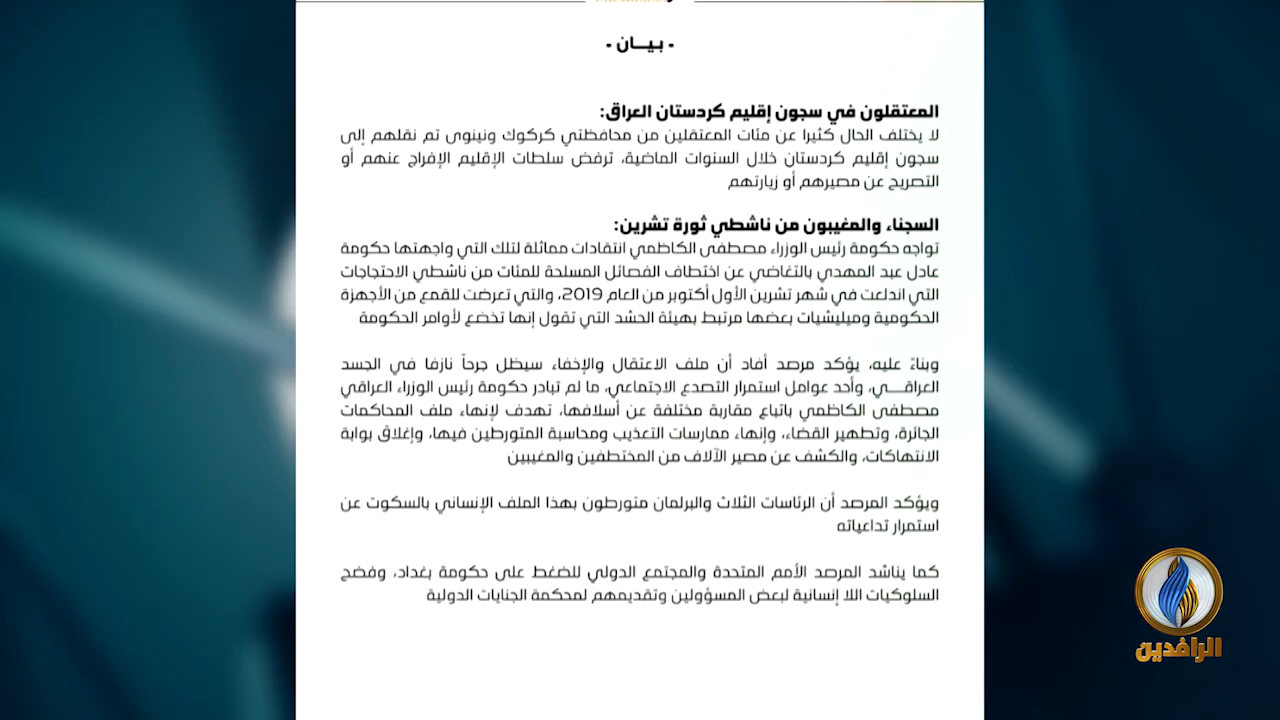 - بيــان -
المعتقلون في سجون إقليم كردستان العراق:
لا يختلف الحال كثيرا عن مئات المعتقلين من محافظتي كركوك ونينوى تم نقلهم إلى
سجون إقليم كردستان خلال السنوات الماضية، ترفض سلطات الإقليم الإفراج عنهم أو
التصريح عن مصيرهم أو زيارتهم
السجناء والمغيبون من ناشطي ثورة تشرين:
تواجه حكومة رئيس الوزراء مصطفى الكاظمي انتقادات مماثلة لتلك التي واجهتها حكومة
عادل عبد المهدي بالتغاضي عن اختطاف الفصائل المسلحة للمئات من ناشطي الاحتجاجات
التي اندلعت في شهر تشرين الأول أكتوبر من العام 2019، والتي تعرضت للقمع من الأجهزة
الحكومية وميليشيات بعضها مرتبط بهيئة الحشد التي تقول إنها تخضع لأوامر الحكومة
وبناءً عليه، يؤكد مرصد أفاد أن ملف الاعتقال والإخفاء سيظل جرحاً نازفا في الجسد
العراقـــي، وأحد عوامل استمرار التصدع الاجتماعي، ما لم تبادر حكومة رئيس الوزراء العراقي
مصطفى الكاظمي باتباع مقاربة مختلفة عن أسلافها، تهدف لإنهاء ملف المحاكمات
الجائرة، وتطهير القضاء، وإنهاء ممارسات التعذيب ومحاسبة المتورطين فيها، وإغلاق بوابة
الانتهاكات، والكشف عن مصير الآلاف من المختطفين والمغيبين
ويؤكد المرصد أن الرئاسات الثلاث والبرلمان متورطون بهذا الملف الإنساني بالسكوت عن
استمرار تداعياته
كما يناشد المرصد الأمم المتحدة والمجتمع الدولي للضغط على حكومة بغداد، وفضح
السلوكيات اللا إنسانية لبعض المسؤولين وتقديمهم لمحكمة الجنايات الدولية
الرافدين